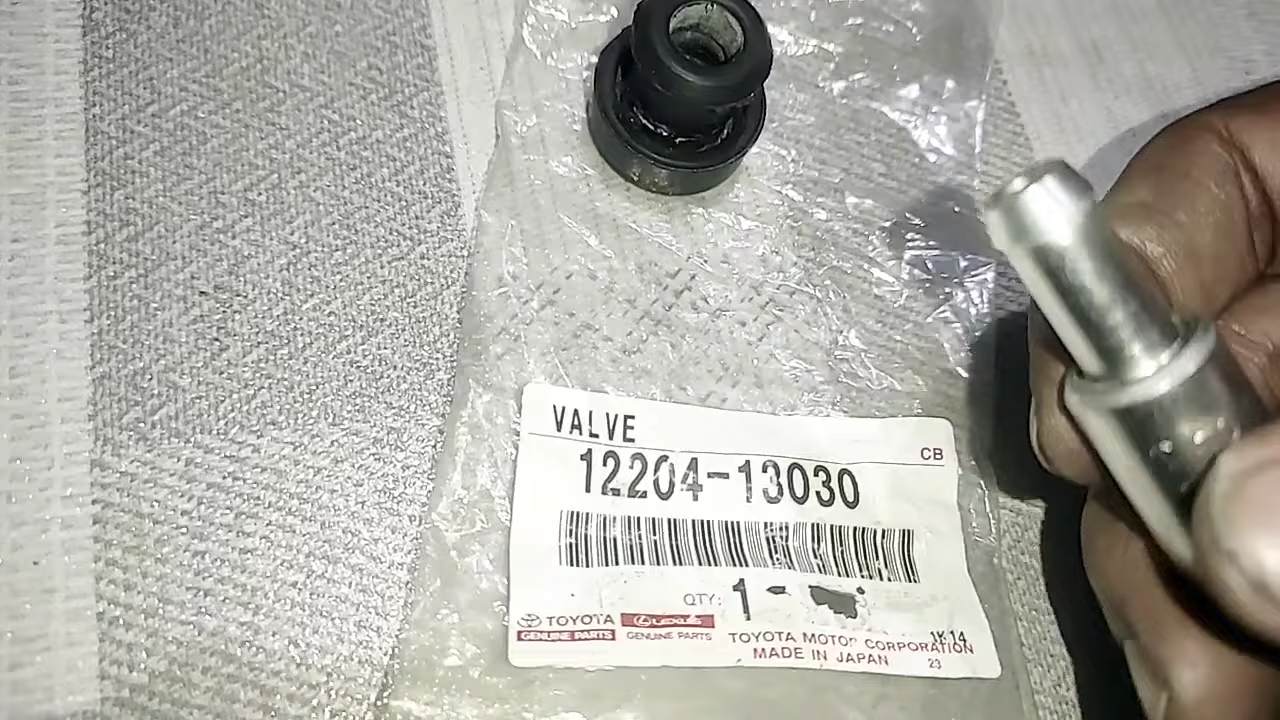 VALVE
CB
12204-13030
QTY: 1
TOYOTA LEXUS
GENUINE PARTS GENUINE PARTS
1K14
TOYOTA MOTOR CORPORATION
MADE IN JAPAN 23